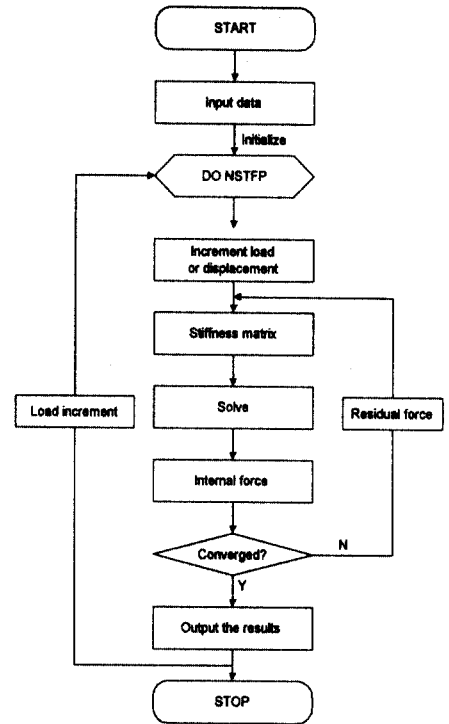 START
Input data
Initialize
DO NSTFP
Increment load
or displacement
Stiffness matrix
Load increment
Solve
Residual force
Internal force
Converged?
N
Y
Output the results
STOP